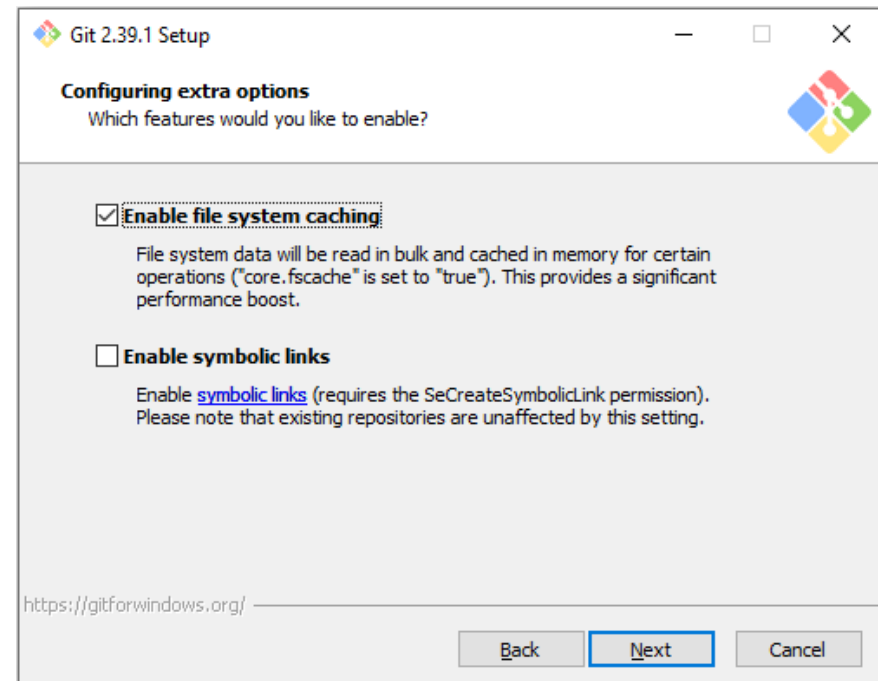 Git 2.39.1 Setup
Configuring extra options
Which features would you like to enable?
Enable file system caching
File system data will be read in bulk and cached in memory for certain
operations ("core.fscache" is set to "true"). This provides a significant
performance boost.
Enable symbolic links
Enable symbolic links (requires the SeCreateSymbolicLink permission).
Please note that existing repositories are unaffected by this setting.
https://gitforwindows.org/
Back Next Cancel